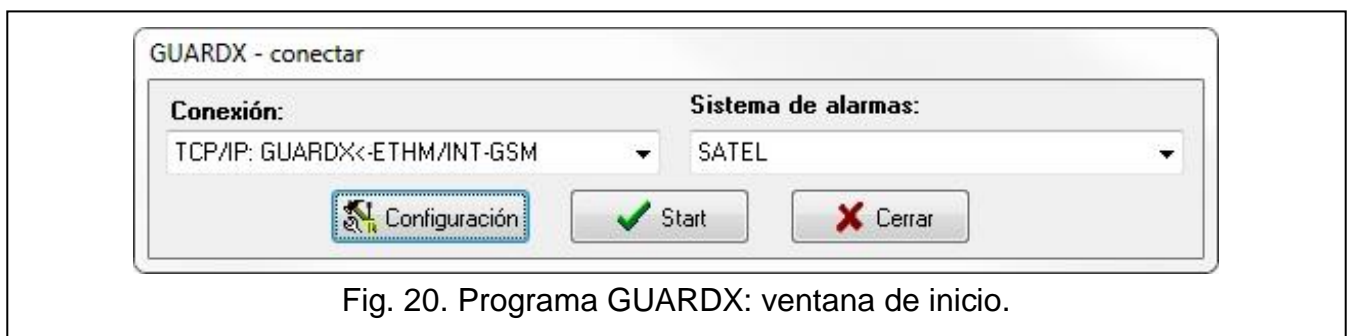 GUARDX - conectar
Conexión: Sistema de alarmas:
TCP/IP: GUARDX<-ETHM/INT-GSM SATEL
Configuración Start Cerrar
Fig. 20. Programa GUARDX: ventana de inicio.